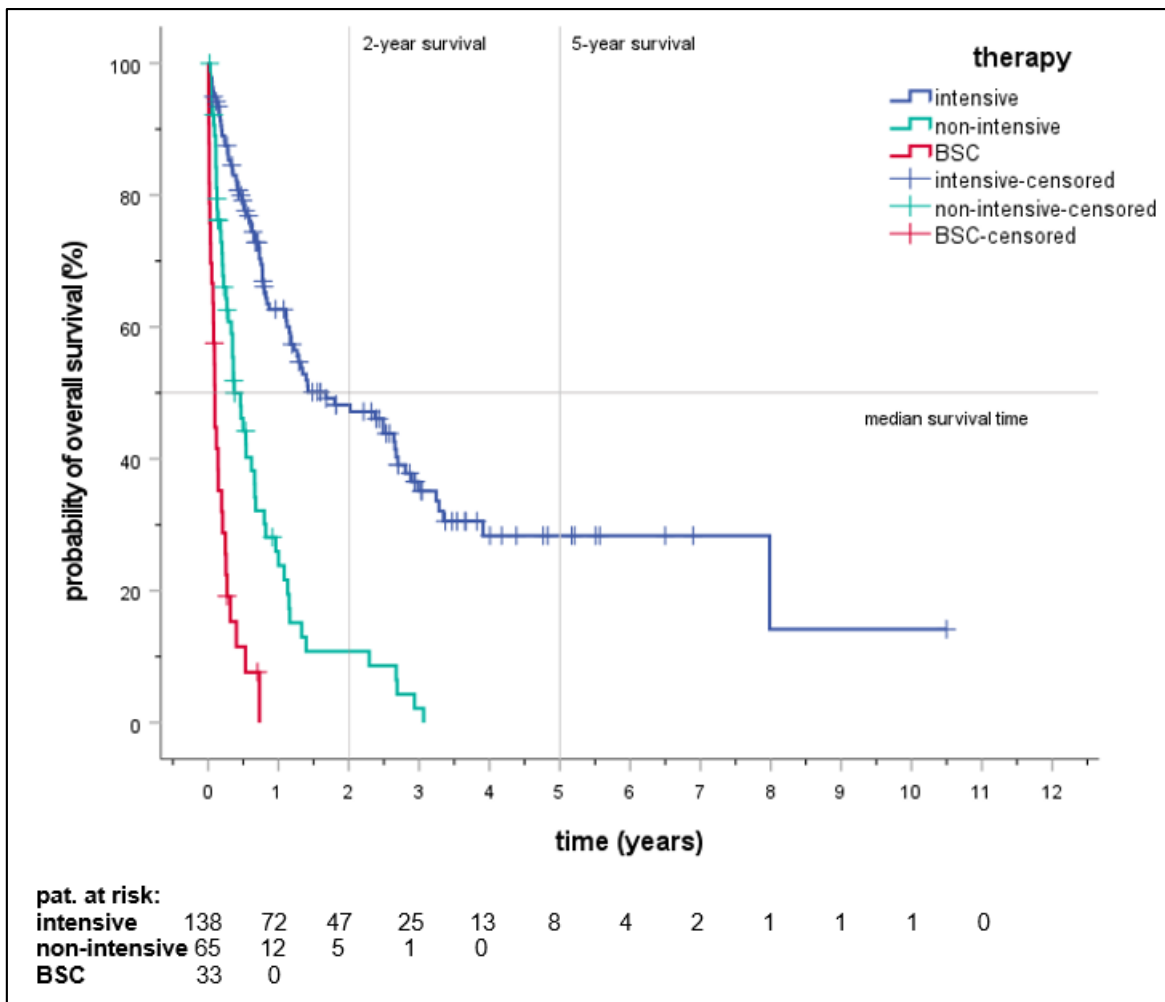 2-year survival
5-year survival
therapy
intensive
non-intensive
BSC
intensive-censored
non-intensive-censored
BSC-censored
median survival time
probability of overall survival (%)
100
80
60
40
20
0
0 1 2 3 4 5 6 7 8 9 10 11 12
time (years)
pat. at risk:
intensive 138 72 47 25 13 8 4 2 1 1 1 0
non-intensive 65 12 5 1 0
BSC 33 0